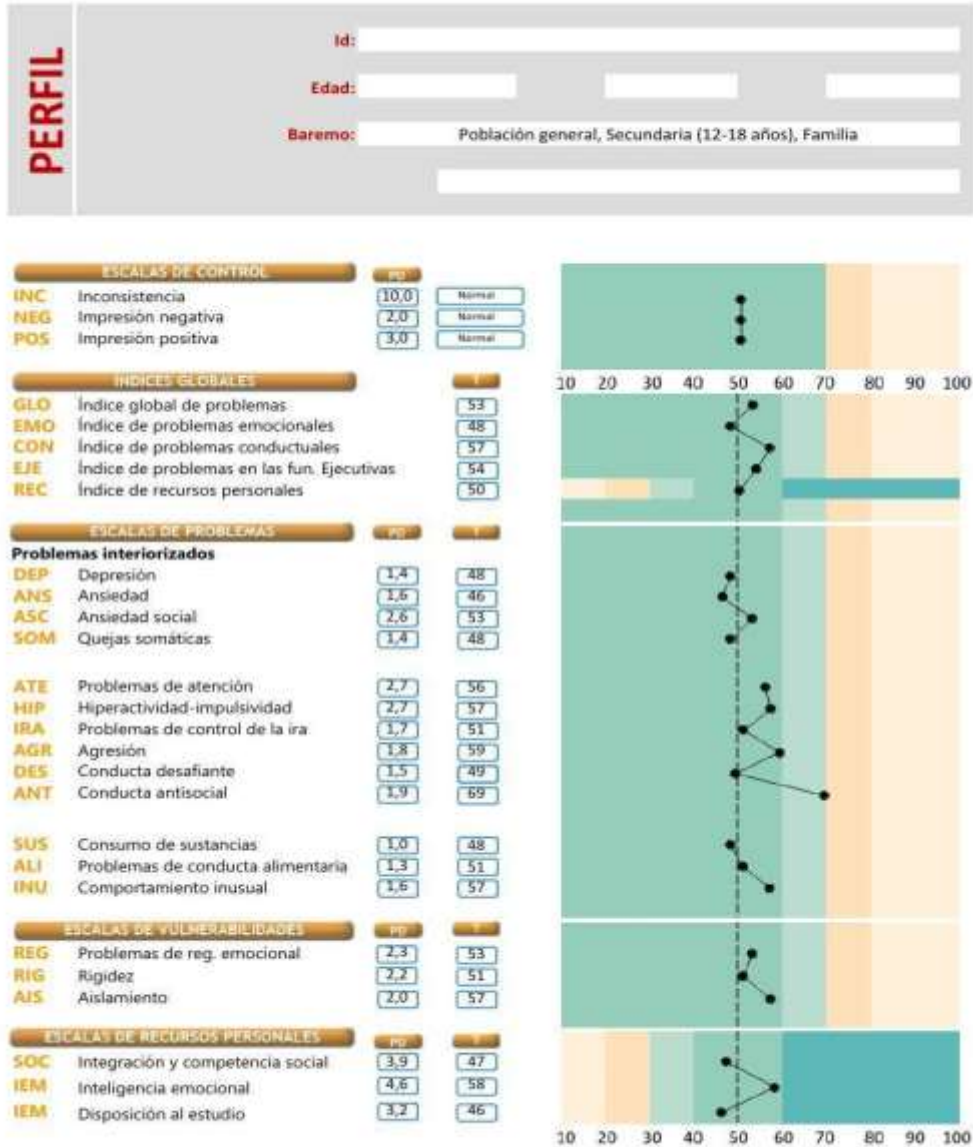 PERFIL
Id:
Edad:
Baremo: Población general, Secundaria (12-18 años), Familia
ESCALAS DE CONTROL PD
INC Inconsistencia 10,0 Normal
NEG Impresión negativa 2,0 Normal
POS Impresión positiva 3,0 Normal
10 20 30 40 50 60 70 80 90 100
ÍNDICES GLOBALES T
GLO Índice global de problemas 53
EMO Índice de problemas emocionales 48
CON Índice de problemas conductuales 57
EJE Índice de problemas en las fun. Ejecutivas 54
REC Índice de recursos personales 50
ESCALAS DE PROBLEMAS PD T
Problemas interiorizados
DEP Depresión 1,4 48
ANS Ansiedad 1,6 46
ASC Ansiedad social 2,6 53
SOM Quejas somáticas 1,4 48
ATE Problemas de atención 2,7 56
HIP Hiperactividad-impulsividad 2,7 57
IRA Problemas de control de la ira 1,7 51
AGR Agresión 1,8 59
DES Conducta desafiante 1,5 49
ANT Conducta antisocial 1,9 69
SUS Consumo de sustancias 1,0 48
ALI Problemas de conducta alimentaria 1,3 51
INU Comportamiento inusual 1,6 57
ESCALAS DE VULNERABILIDADES PD T
REG Problemas de reg. emocional 2,3 53
RIG Rigidez 2,2 51
AIS Aislamiento 2,0 57
ESCALAS DE RECURSOS PERSONALES PD T
SOC Integración y competencia social 3,9 47
IEM Inteligencia emocional 4,6 58
IEM Disposición al estudio 3,2 46
10 20 30 40 50 60 70 80 90 100